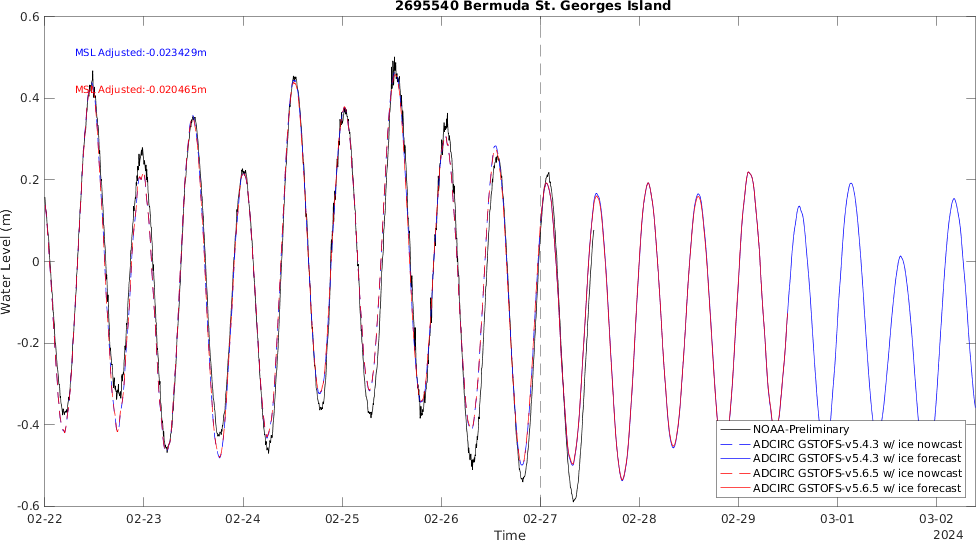 2695540 Bermuda St. Georges Island
0.6
MSL Adjusted:-0.023429m
MSL Adjusted:-0.020465m
0.4
0.2
Water Level (m)
0
-0.2
-0.4
-0.6
NOAA-Preliminary
ADCIRC GSTOFS-v5.4.3 w/ ice nowcast
ADCIRC GSTOFS-v5.4.3 w/ ice forecast
ADCIRC GSTOFS-v5.6.5 w/ ice nowcast
ADCIRC GSTOFS-v5.6.5 w/ ice forecast
02-22 02-23 02-24 02-25 02-26 02-27 02-28 02-29 03-01 03-02
Time
2024